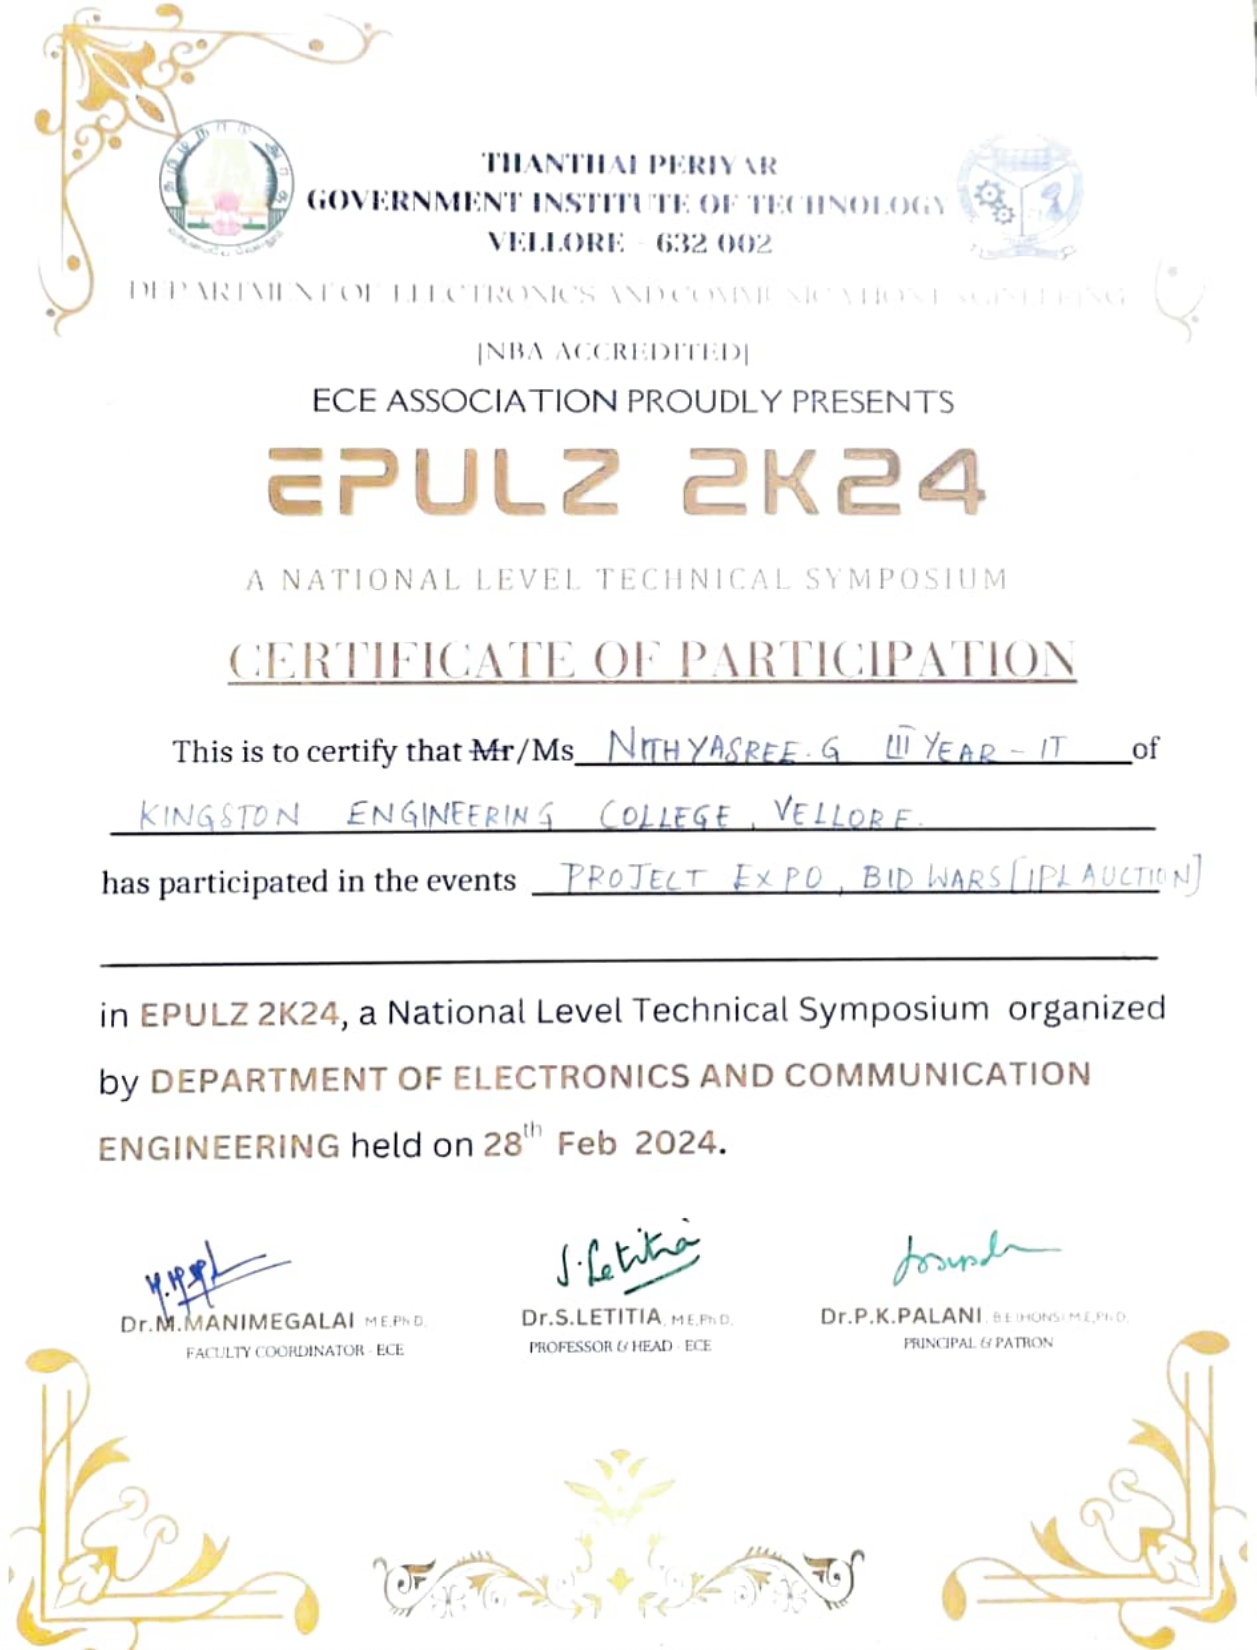 THANTHAI PERIYAR
GOVERNMENT INSTITUTE OF TECHNOLOGY
VELLORE - 632 002
DEPARTMENT OF ELECTRONICS AND COMMUNICATION ENGINEERING
[NBA ACCREDITED]
ECE ASSOCIATION PROUDLY PRESENTS
EPULZ 2K24
A NATIONAL LEVEL TECHNICAL SYMPOSIUM
CERTIFICATE OF PARTICIPATION
This is to certify that Mr/Ms NITHYASREE. G III YEAR - IT of
KINGSTON ENGINEERING COLLEGE, VELLORE.
has participated in the events PROJECT EXPO, BID WARS [IPL AUCTION]
in EPULZ 2K24, a National Level Technical Symposium organized
by DEPARTMENT OF ELECTRONICS AND COMMUNICATION
ENGINEERING held on 28th Feb 2024.
S. Letitia
Dr.M.MANIMEGALAI M.E,Ph.D, Dr.S.LETITIA, M.E,Ph.D, Dr.P.K.PALANI, B.E(HONS) M.E,Ph.D,
FACULTY COORDINATOR - ECE PROFESSOR & HEAD - ECE PRINCIPAL & PATRON